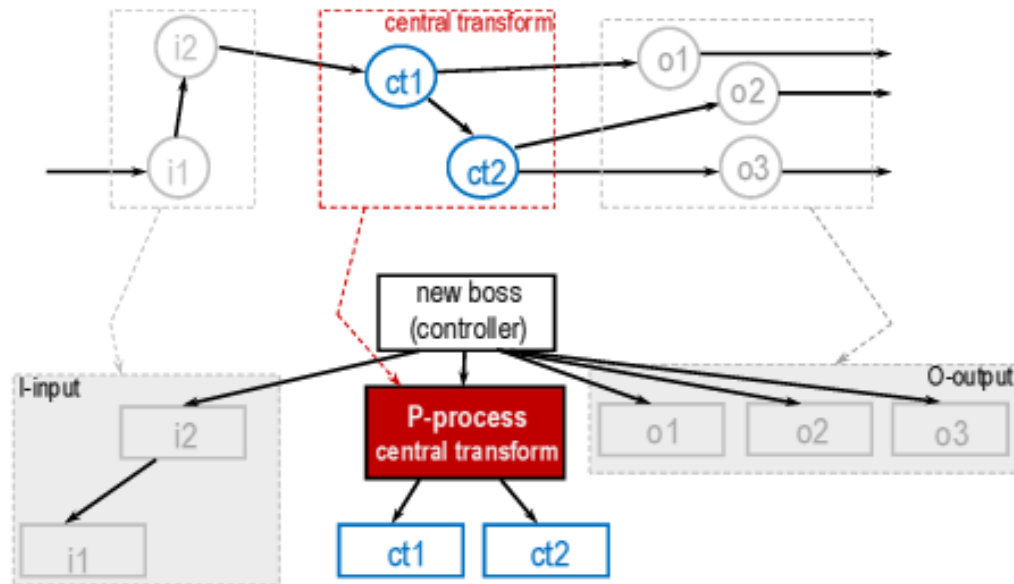 central transform
i2
o1
ct1
o2
i1
ct2
o3
new boss
(controller)
I-input
O-output
P-process
central transform
i2
o1
o2
o3
i1
ct1
ct2